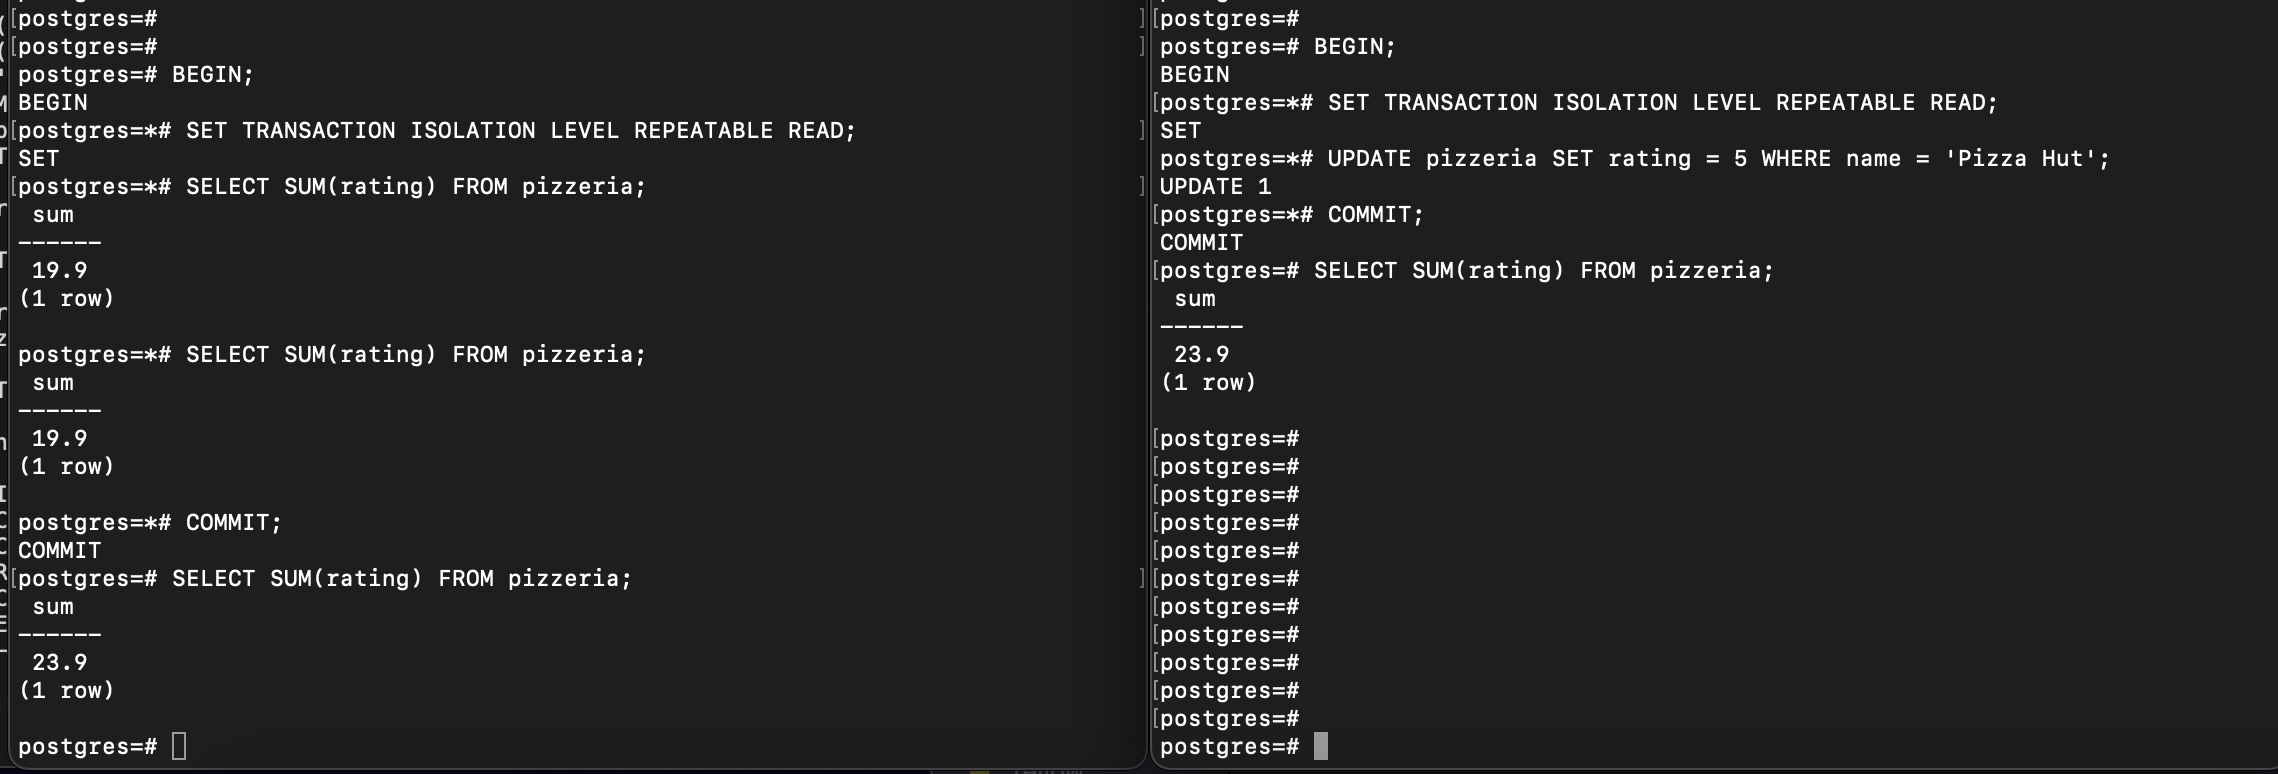 postgres=#
postgres=#
postgres=# BEGIN;
BEGIN
postgres=*# SET TRANSACTION ISOLATION LEVEL REPEATABLE READ;
SET
postgres=*# SELECT SUM(rating) FROM pizzeria;
sum
------
19.9
(1 row)
postgres=*# SELECT SUM(rating) FROM pizzeria;
sum
------
19.9
(1 row)
postgres=*# COMMIT;
COMMIT
postgres=# SELECT SUM(rating) FROM pizzeria;
sum
------
23.9
(1 row)
postgres=#
postgres=#
postgres=# BEGIN;
BEGIN
postgres=*# SET TRANSACTION ISOLATION LEVEL REPEATABLE READ;
SET
postgres=*# UPDATE pizzeria SET rating = 5 WHERE name = 'Pizza Hut';
UPDATE 1
postgres=*# COMMIT;
COMMIT
postgres=# SELECT SUM(rating) FROM pizzeria;
sum
------
23.9
(1 row)
postgres=#
postgres=#
postgres=#
postgres=#
postgres=#
postgres=#
postgres=#
postgres=#
postgres=#
postgres=#
postgres=#
postgres=#